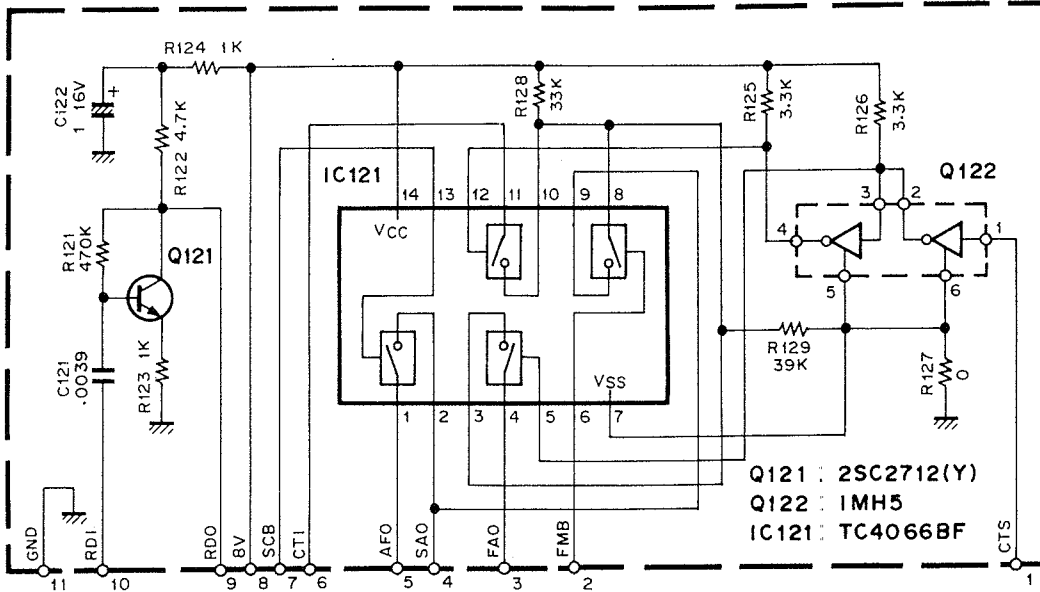 R124 1K
C122
1 16V
R122 4.7K
R128
33K
R125
3.3K
R126
3.3K
IC121
14 13 12 11 10 9 8
VCC
Q122
3 2
4 1
5 6
R121
470K
Q121
R129
39K
R127
0
C121
.0039
R123 1K
VSS
1 2 3 4 5 6 7
Q121 : 2SC2712(Y)
Q122 : IMH5
IC121 : TC4066BF
GND RDI RDO 8V SCB CTI AFO SAO FAO FMB CTS
11 10 9 8 7 6 5 4 3 2 1
+